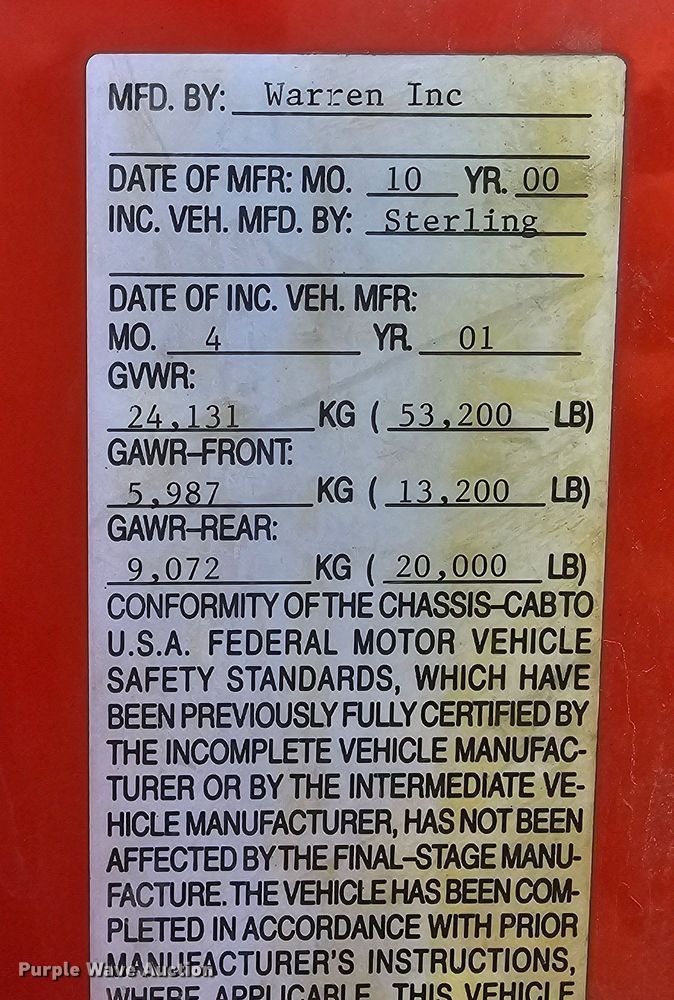 MFD. BY: Warren Inc
DATE OF MFR: MO. 10 YR. 00
INC. VEH. MFD. BY: Sterling
DATE OF INC. VEH. MFR:
MO. 4 YR. 01
GVWR:
24,131 KG ( 53,200 LB)
GAWR-FRONT:
5,987 KG ( 13,200 LB)
GAWR-REAR:
9,072 KG ( 20,000 LB)
CONFORMITY OF THE CHASSIS-CAB TO
U.S.A. FEDERAL MOTOR VEHICLE
SAFETY STANDARDS, WHICH HAVE
BEEN PREVIOUSLY FULLY CERTIFIED BY
THE INCOMPLETE VEHICLE MANUFAC-
TURER OR BY THE INTERMEDIATE VE-
HICLE MANUFACTURER, HAS NOT BEEN
AFFECTED BY THE FINAL-STAGE MANU-
FACTURE. THE VEHICLE HAS BEEN COM-
PLETED IN ACCORDANCE WITH PRIOR
MANUFACTURER'S INSTRUCTIONS,
WHERE APPLICABLE. THIS VEHICLE
Purple Wave Auction